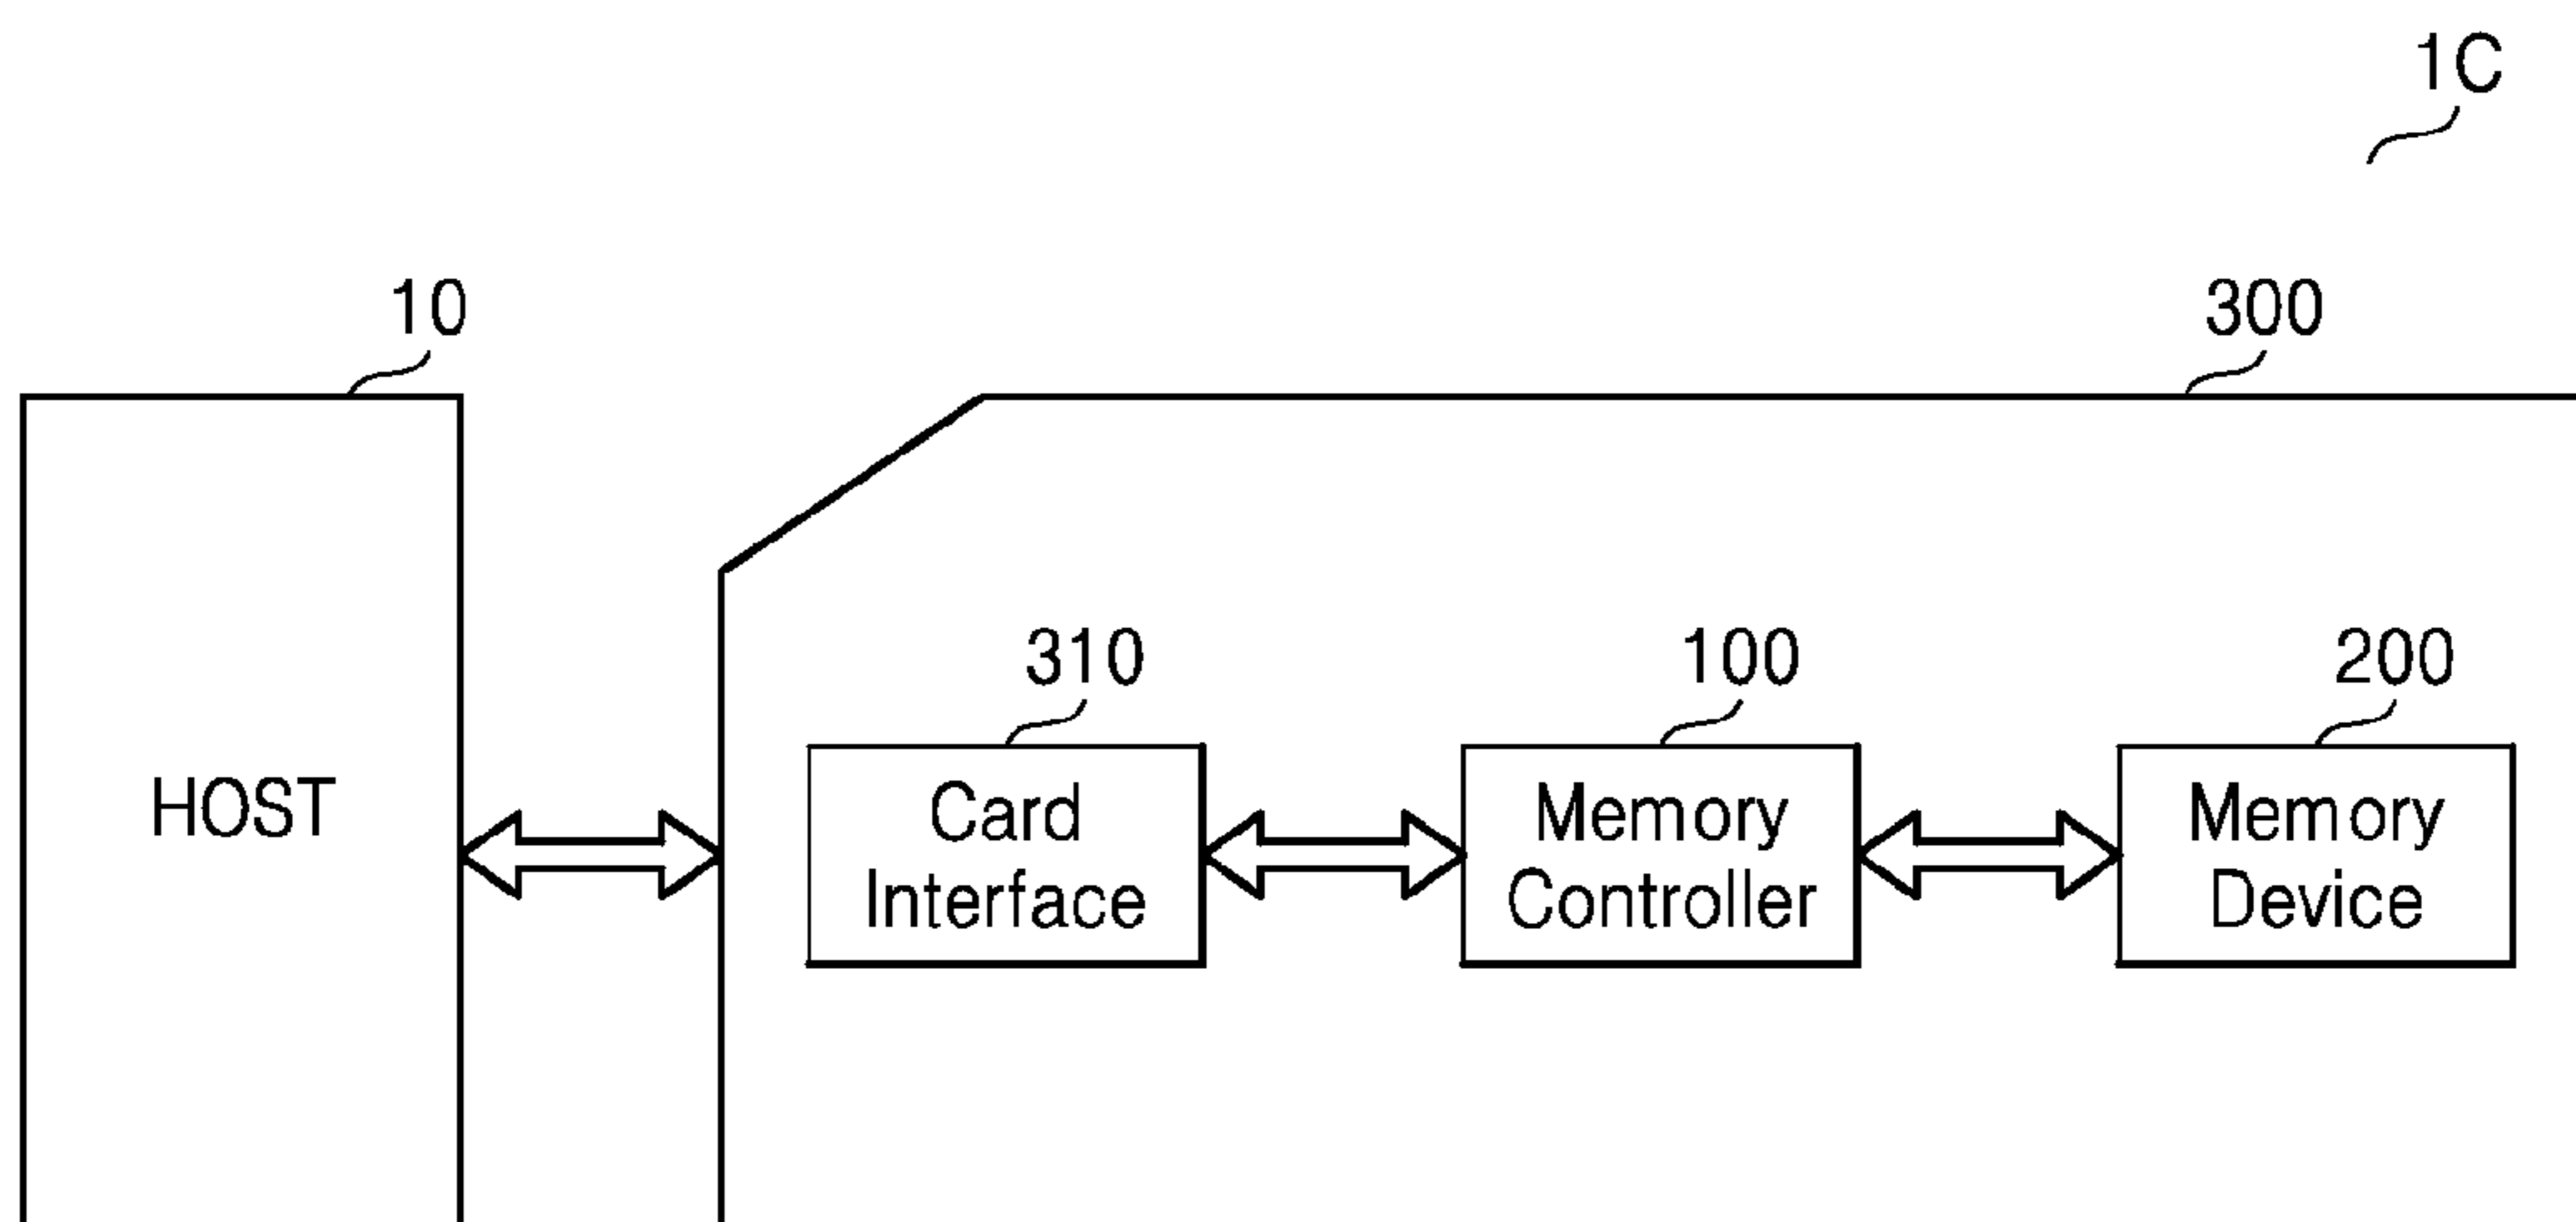 1C
10
300
310
100
200
HOST
Card
Interface
Memory
Controller
Memory
Device